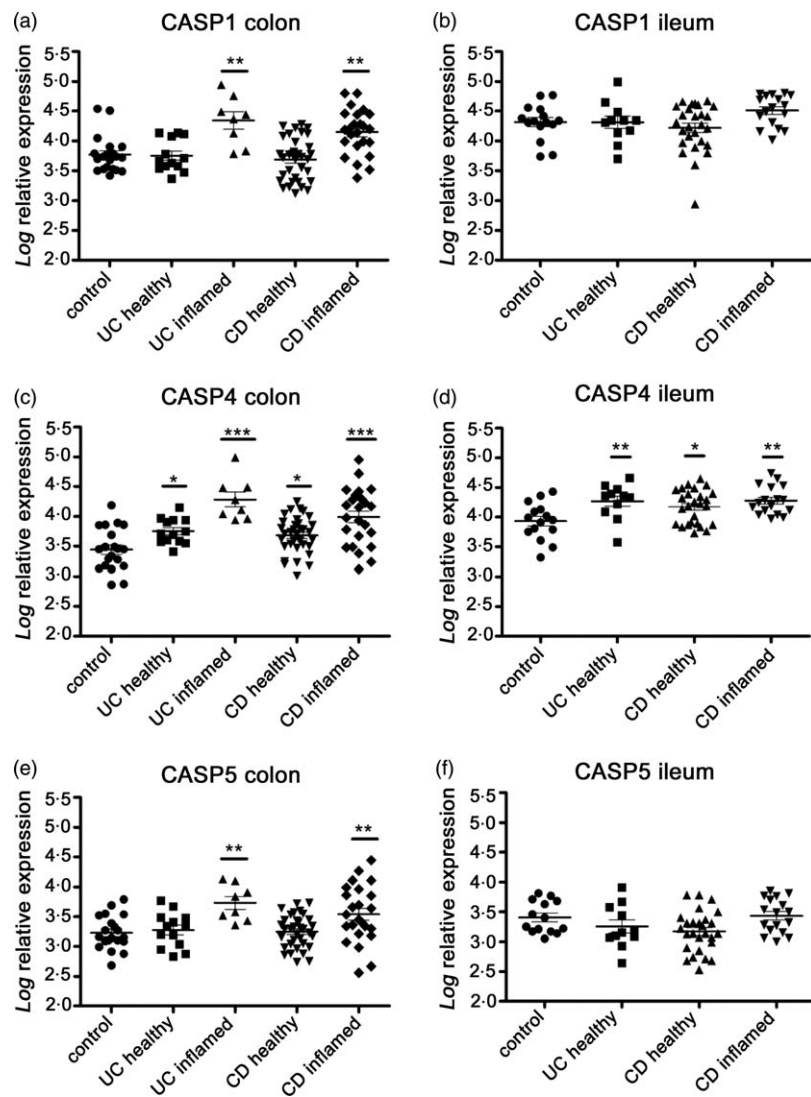 (a) CASP1 colon
Log relative expression
5·5
5·0
4·5
4·0
3·5
3·0
2·5
2·0
** **
control
UC healthy
UC inflamed
CD healthy
CD inflamed
(b) CASP1 ileum
Log relative expression
5·5
5·0
4·5
4·0
3·5
3·0
2·5
2·0
control
UC healthy
CD healthy
CD inflamed
(c) CASP4 colon
Log relative expression
5·5
5·0
4·5
4·0
3·5
3·0
2·5
2·0
* *** * ***
control
UC healthy
UC inflamed
CD healthy
CD inflamed
(d) CASP4 ileum
Log relative expression
5·5
5·0
4·5
4·0
3·5
3·0
2·5
2·0
** * **
control
UC healthy
CD healthy
CD inflamed
(e) CASP5 colon
Log relative expression
5·5
5·0
4·5
4·0
3·5
3·0
2·5
2·0
** **
control
UC healthy
UC inflamed
CD healthy
CD inflamed
(f) CASP5 ileum
Log relative expression
5·5
5·0
4·5
4·0
3·5
3·0
2·5
2·0
control
UC healthy
CD healthy
CD inflamed